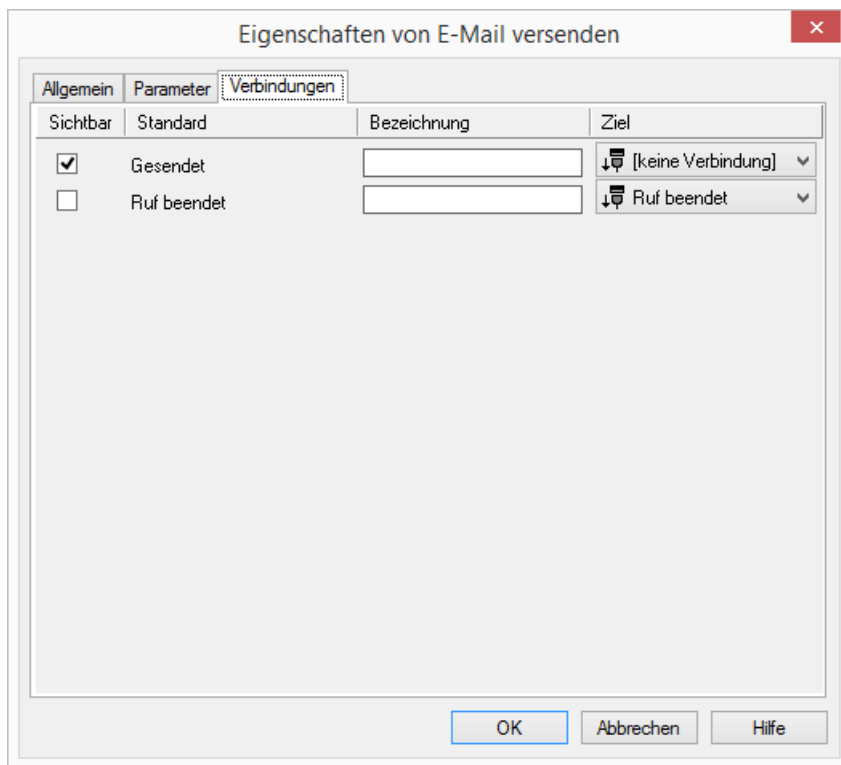 Eigenschaften von E-Mail versenden
Allgemein Parameter Verbindungen
Sichtbar Standard Bezeichnung Ziel
Gesendet [keine Verbindung]
Ruf beendet Ruf beendet
OK Abbrechen Hilfe